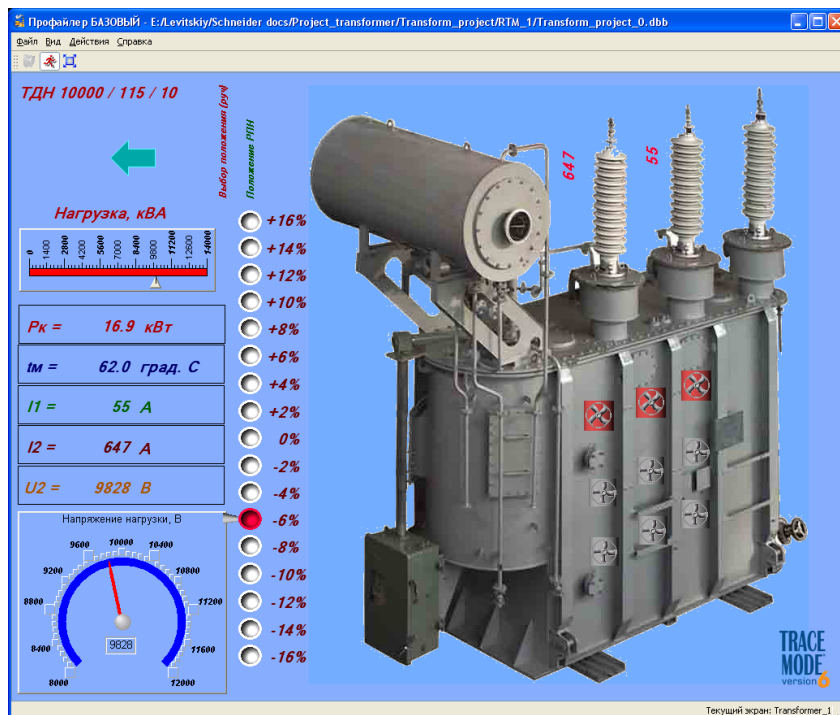 Профайлер БАЗОВЫЙ - E:/Levitskiy/Schneider docs/Project_transformer/Transform_project/RTM_1/Transform_project_0.dbb
Файл Вид Действия Справка
ТДН 10000 / 115 / 10
Выбор положения (руч)
Положение РПН
647
55
Нагрузка, кВА
0 1400 2800 4200 5600 7000 8400 9800 11200 12600 14000
Рк = 16.9 кВт
tм = 62.0 град. С
I1 = 55 А
I2 = 647 А
U2 = 9828 В
+16%
+14%
+12%
+10%
+8%
+6%
+4%
+2%
0%
-2%
-4%
-6%
-8%
-10%
-12%
-14%
-16%
Напряжение нагрузки, В
8000 8400 8800 9200 9600 10000 10400 10800 11200 11600 12000
9828
TRACE
MODE
version 6
Текущий экран: Transformer_1